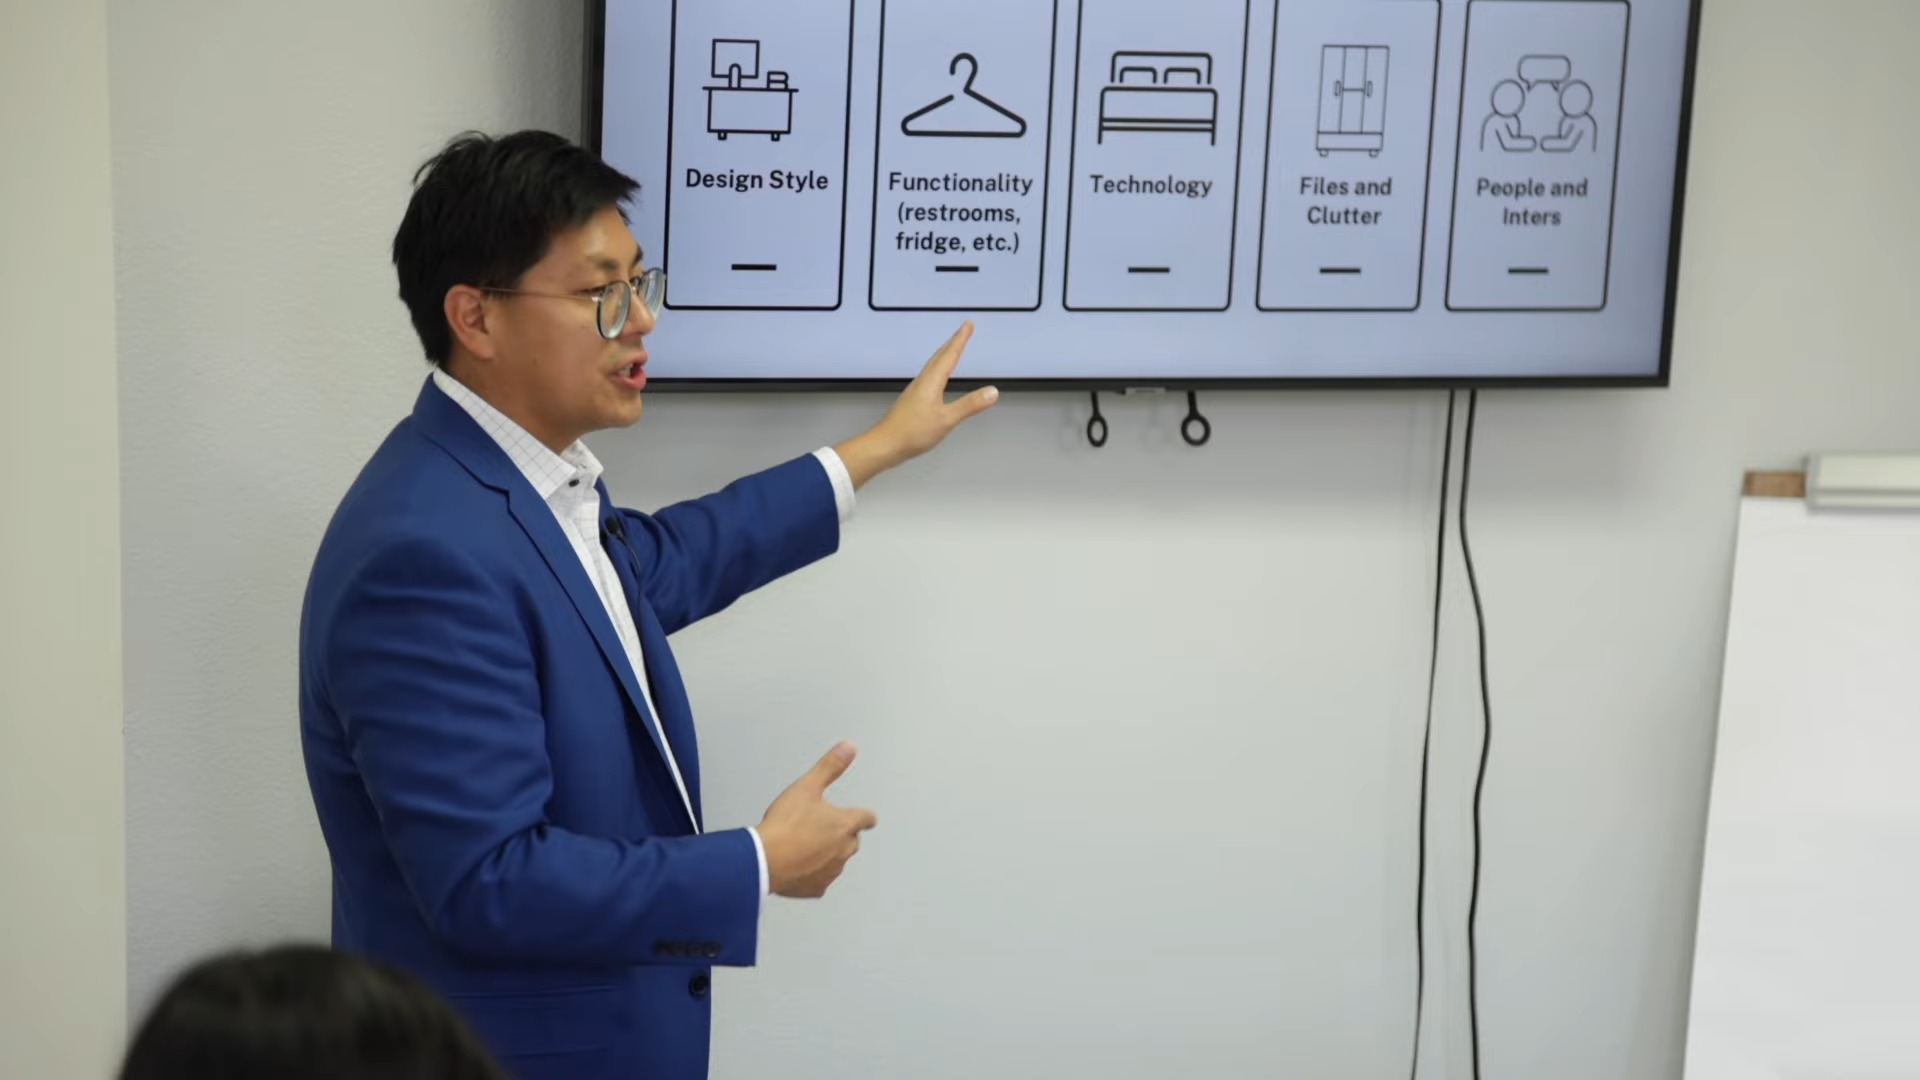 Design Style
Functionality
(restrooms,
fridge, etc.)
Technology
Files and
Clutter
People and
Inters